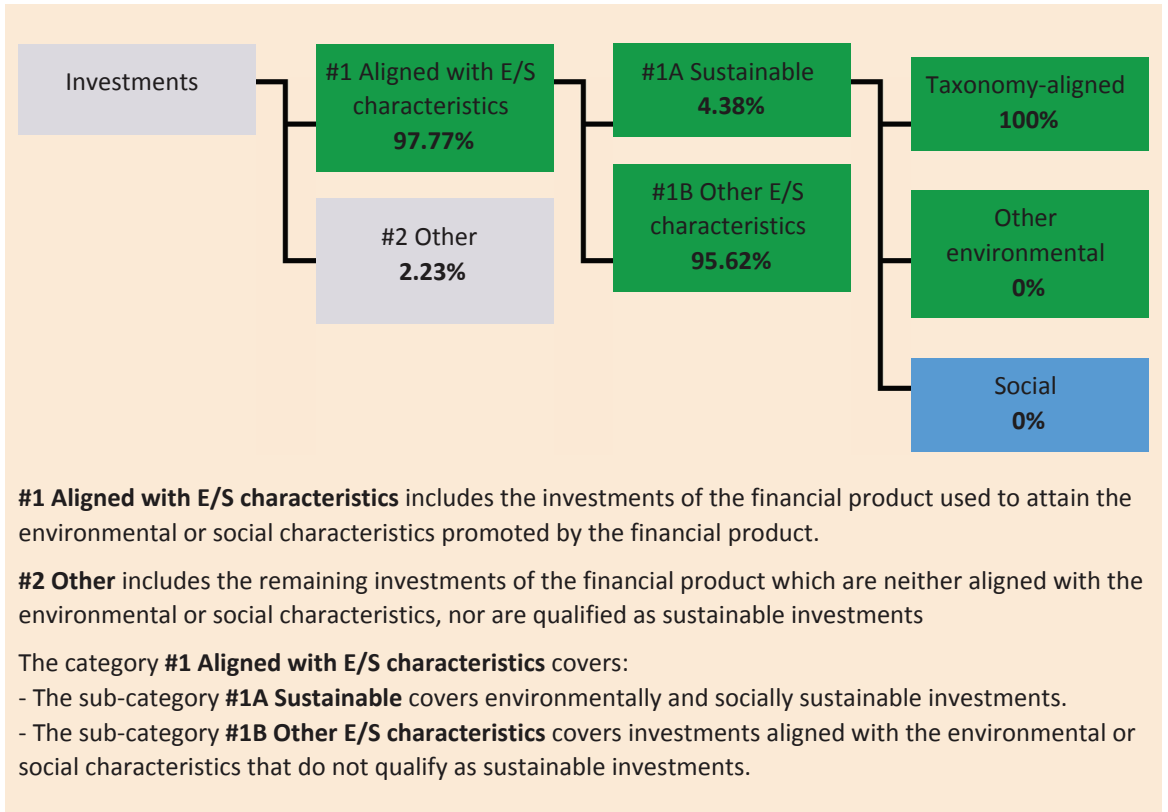 Investments
#1 Aligned with E/S
characteristics
97.77%
#2 Other
2.23%
#1A Sustainable
4.38%
#1B Other E/S
characteristics
95.62%
Taxonomy-aligned
100%
Other
environmental
0%
Social
0%
#1 Aligned with E/S characteristics includes the investments of the financial product used to attain the
environmental or social characteristics promoted by the financial product.
#2 Other includes the remaining investments of the financial product which are neither aligned with the
environmental or social characteristics, nor are qualified as sustainable investments
The category #1 Aligned with E/S characteristics covers:
- The sub-category #1A Sustainable covers environmentally and socially sustainable investments.
- The sub-category #1B Other E/S characteristics covers investments aligned with the environmental or
social characteristics that do not qualify as sustainable investments.